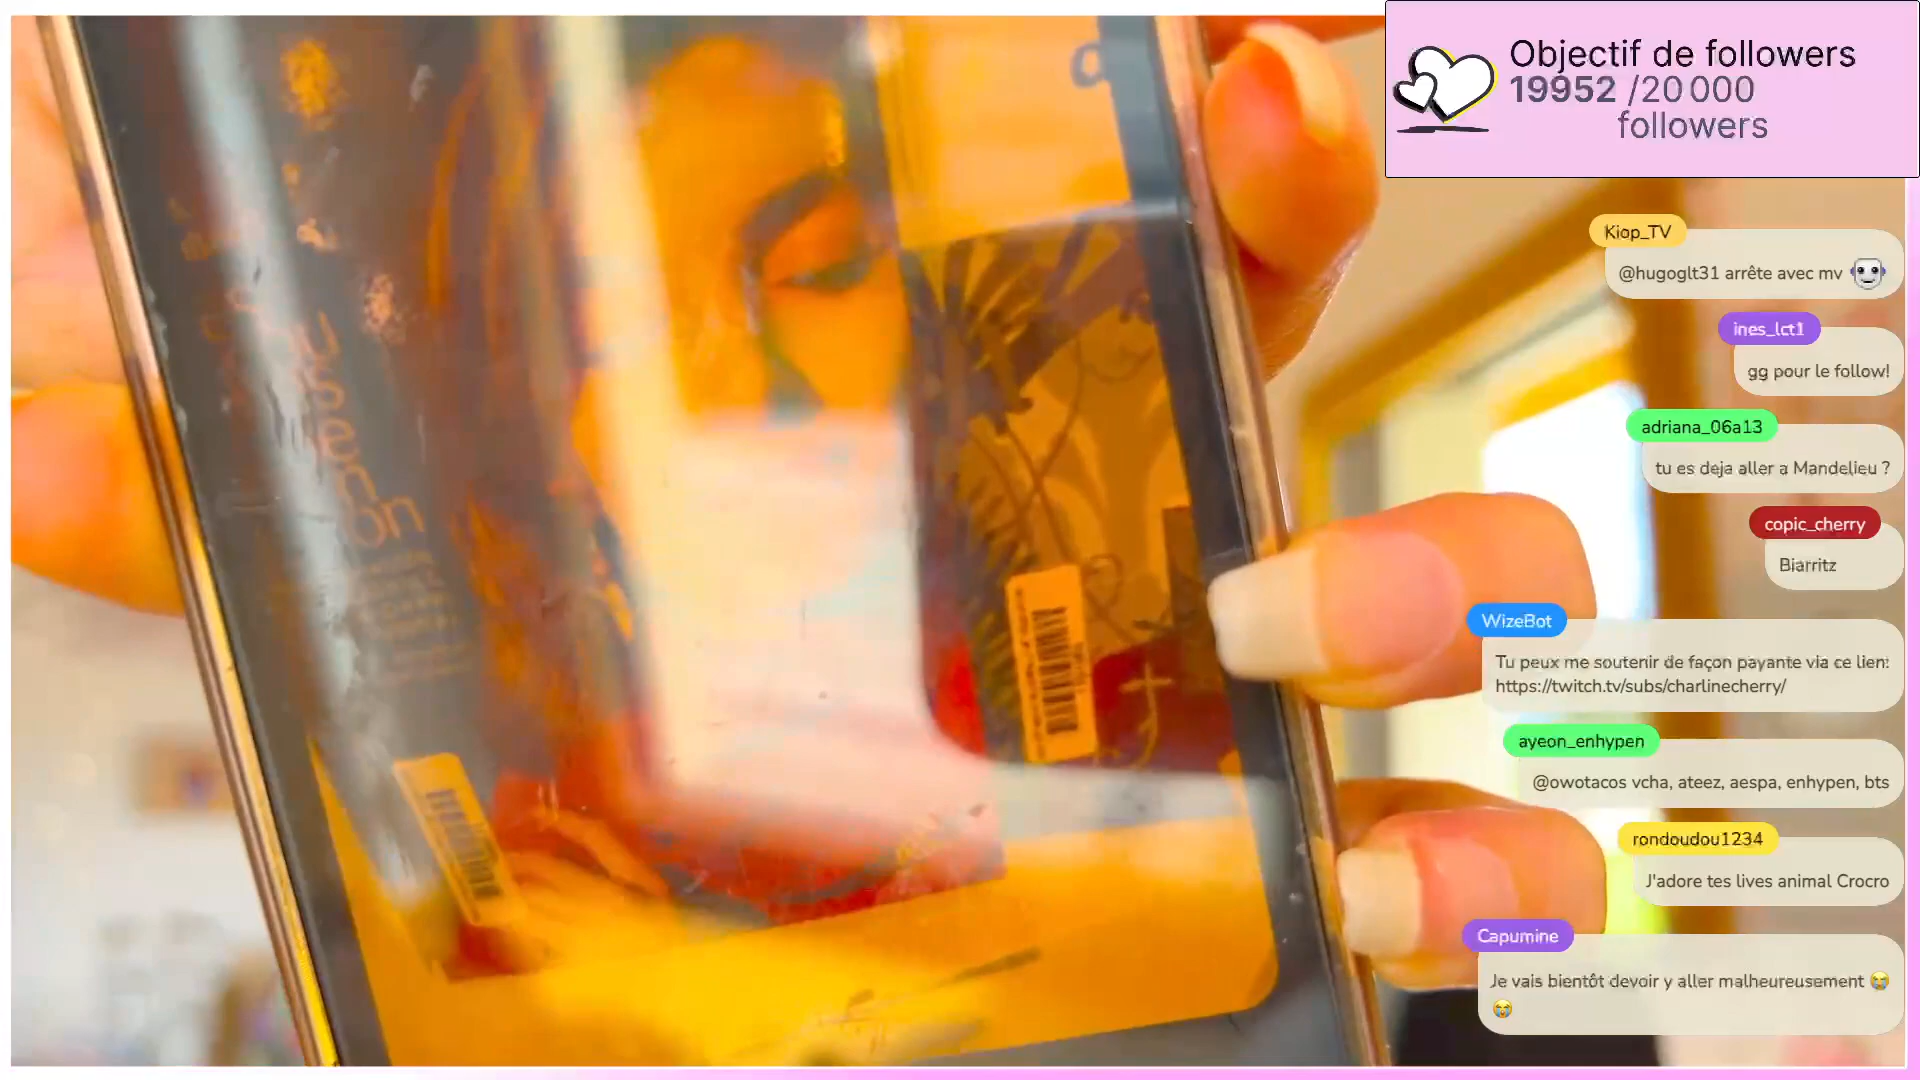 Objectif de followers
19952 /20 000
followers
Kiop_TV
@hugoglt31 arrête avec mv
ines_lct1
gg pour le follow!
adriana_06a13
tu es deja aller a Mandelieu ?
copic_cherry
Biarritz
WizeBot
Tu peux me soutenir de façon payante via ce lien:
https://twitch.tv/subs/charlinecherry/
ayeon_enhypen
@owotacos vcha, ateez, aespa, enhypen, bts
rondoudou1234
J'adore tes lives animal Crocro
Capumine
Je vais bientôt devoir y aller malheureusement 😭
😭